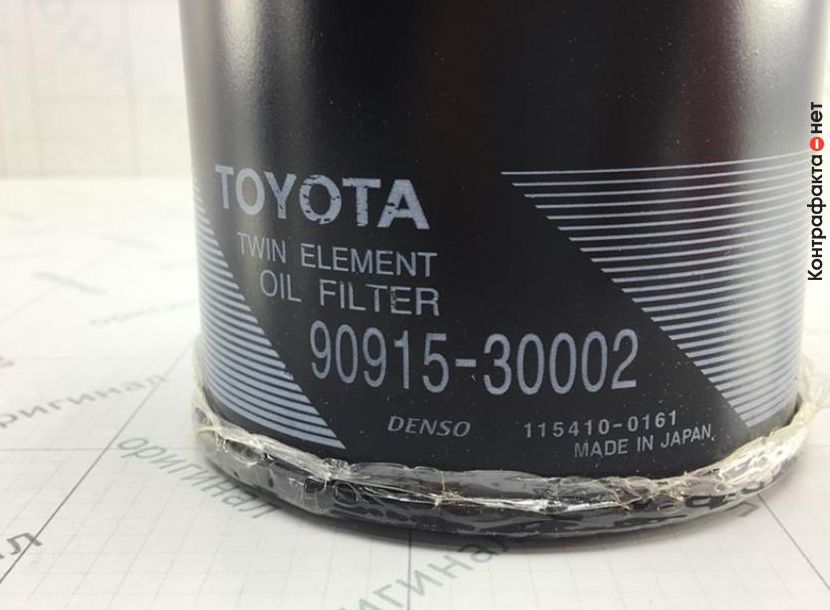 TOYOTA
TWIN ELEMENT
OIL FILTER
90915-30002
DENSO 115410-0161
MADE IN JAPAN.
Контрафакта нет
оригинал
оригинал